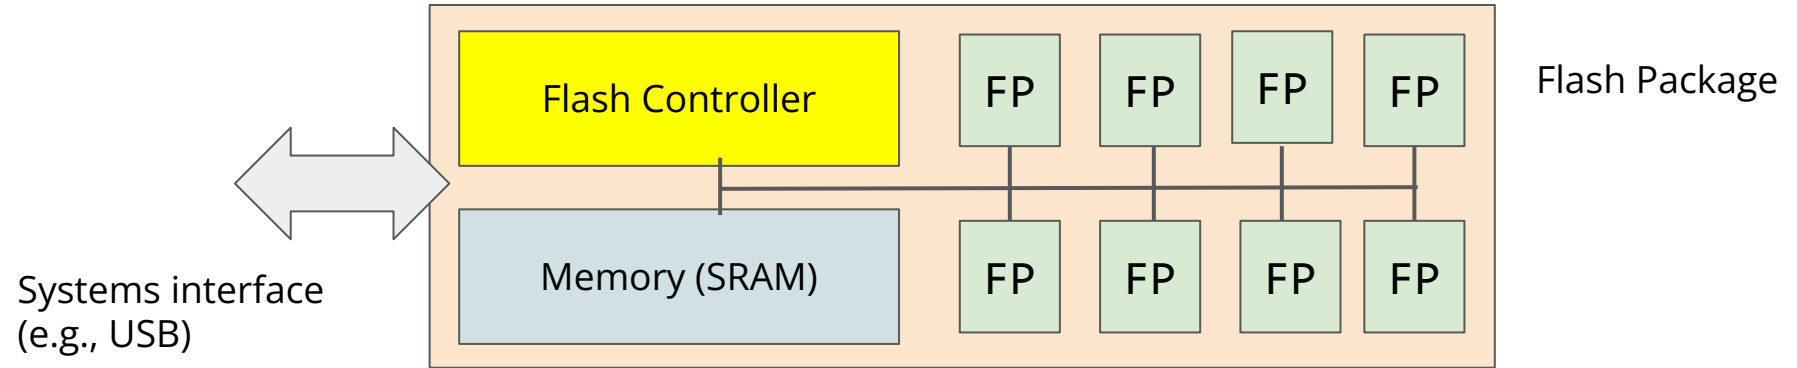 Flash Controller
FP FP FP FP
Flash Package
Memory (SRAM)
FP FP FP FP
Systems interface
(e.g., USB)